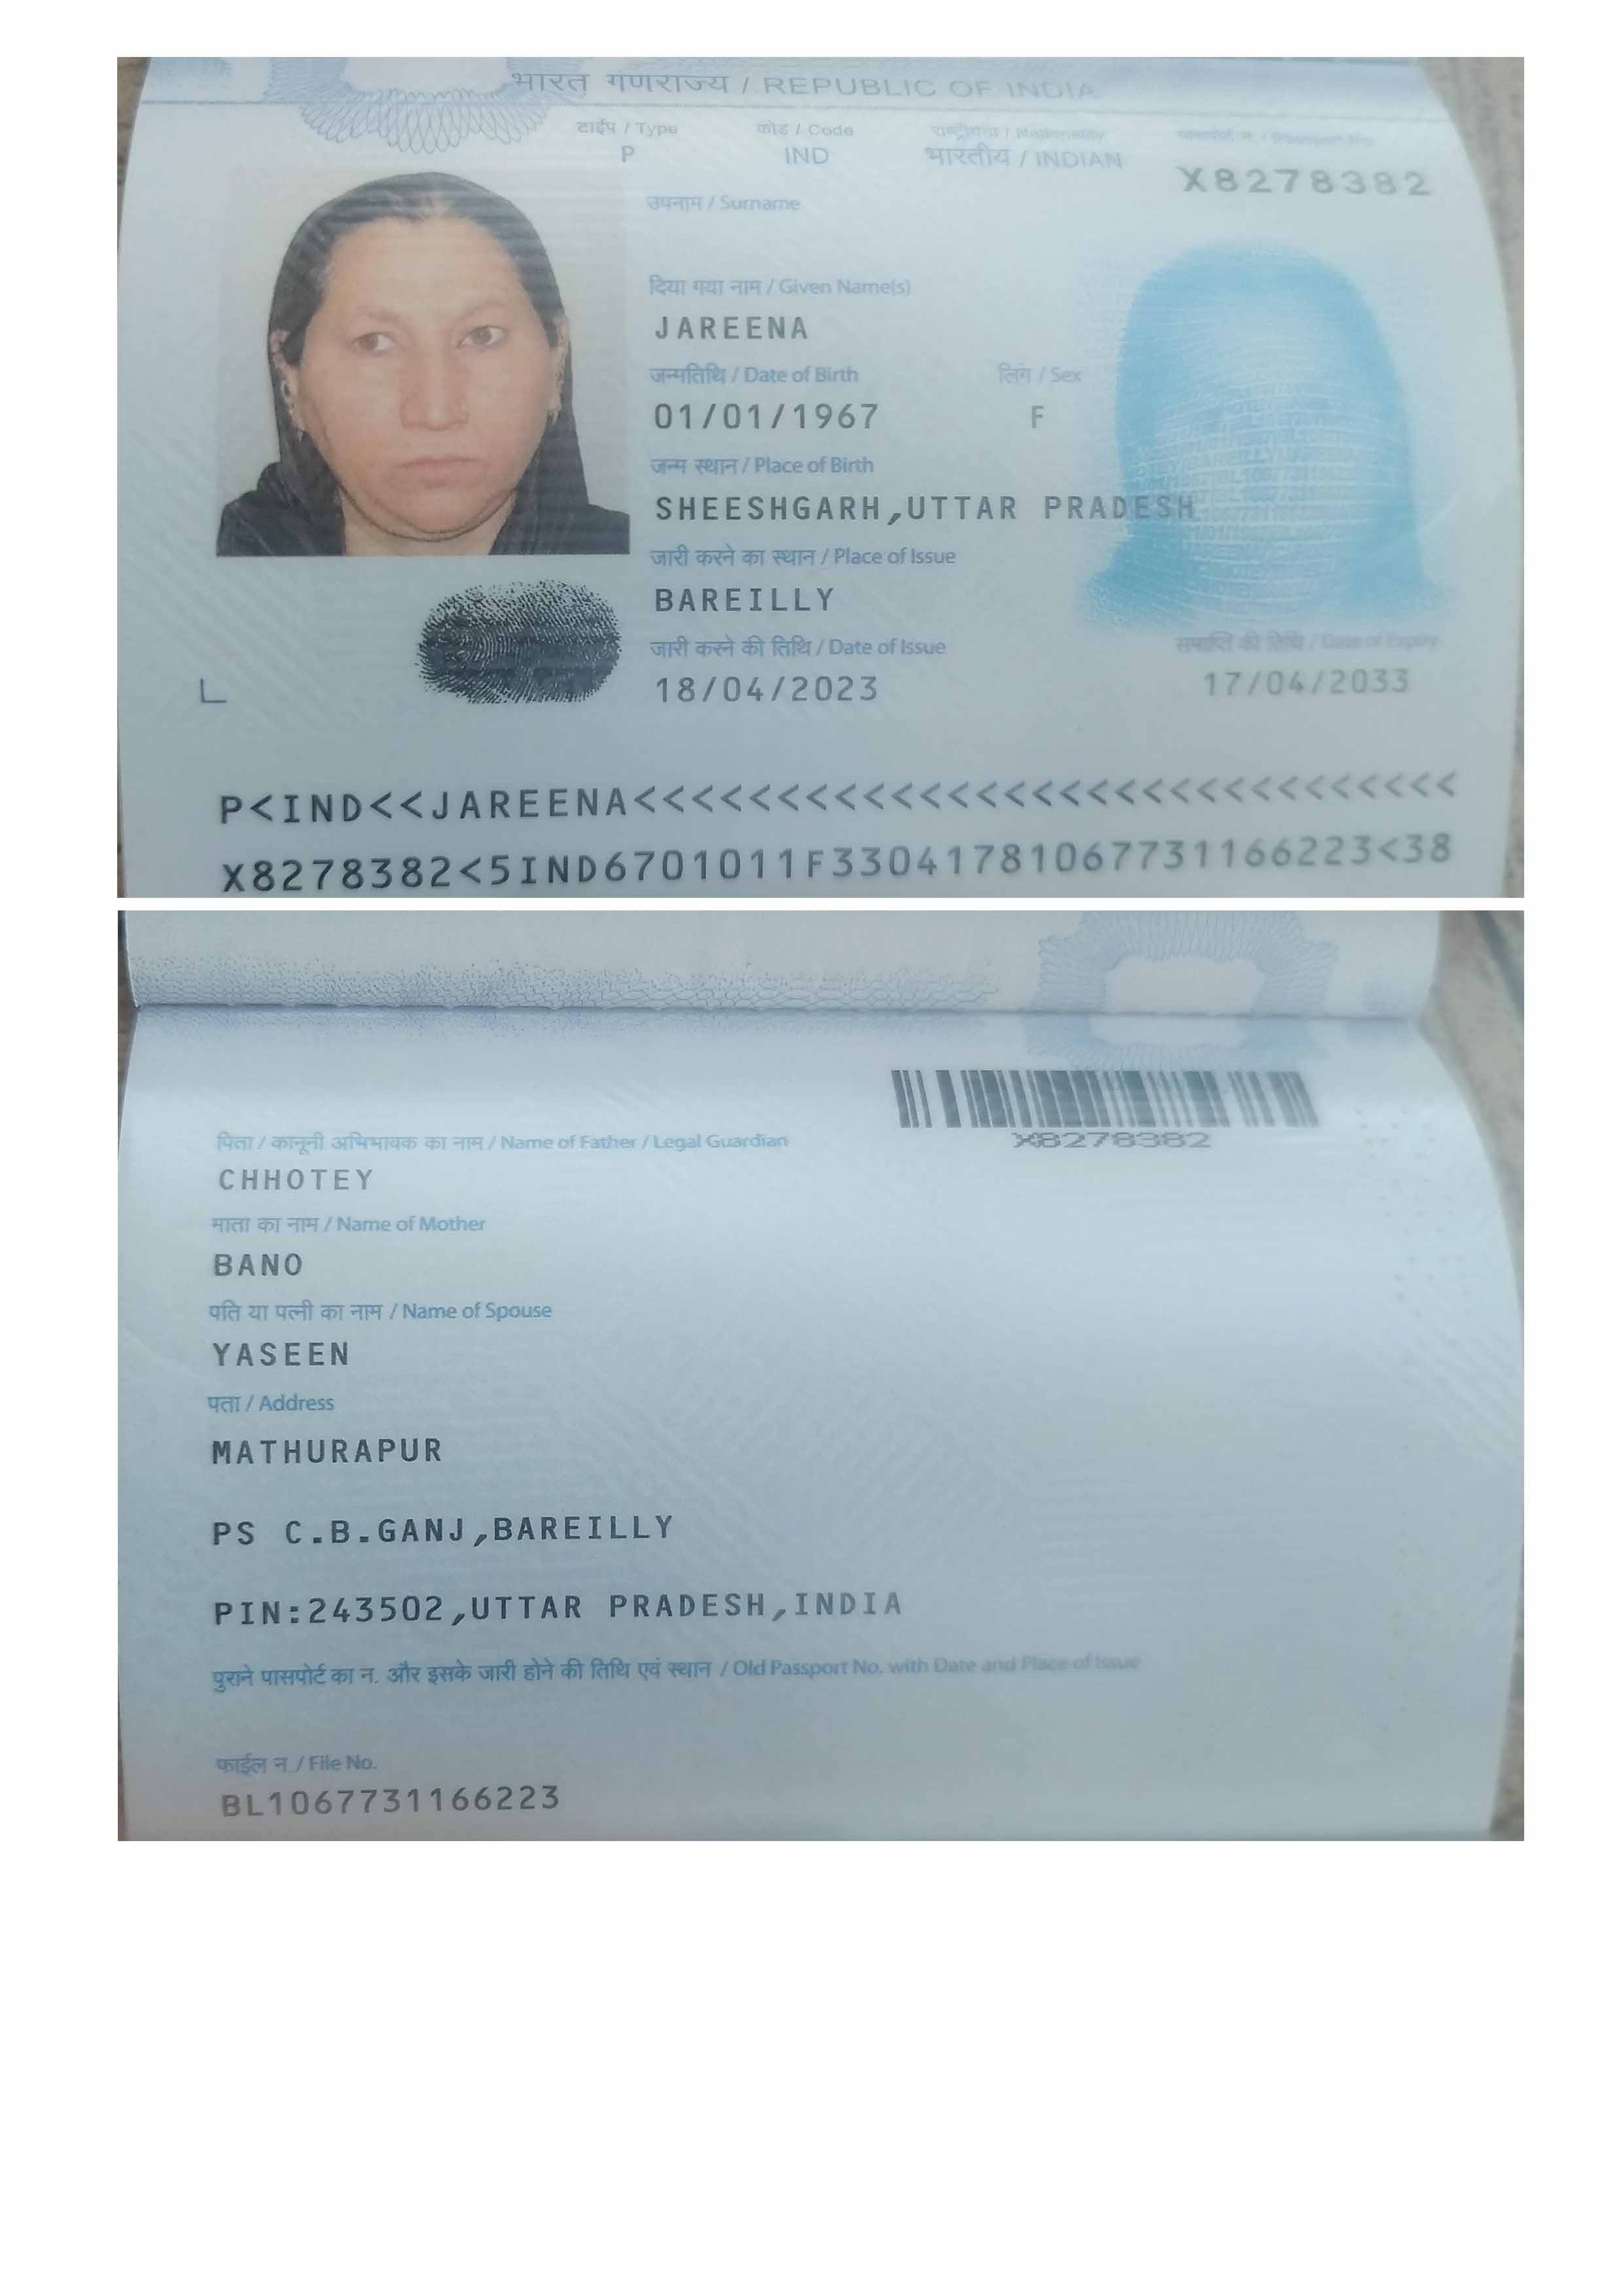 भारत गणराज्य / REPUBLIC OF INDIA
टाईप / Type कोड / Code राष्ट्रीयता / Nationality पासपोर्ट न. / Passport No.
P IND भारतीय / INDIAN X8278382
उपनाम / Surname
दिया गया नाम / Given Name(s)
JAREENA
जन्मतिथि / Date of Birth लिंग / Sex
01/01/1967 F
जन्म स्थान / Place of Birth
SHEESHGARH,UTTAR PRADESH
जारी करने का स्थान / Place of Issue
BAREILLY
जारी करने की तिथि / Date of Issue समाप्ति की तिथि / Date of Expiry
18/04/2023 17/04/2033
P<IND<<JAREENA<<<<<<<<<<<<<<<<<<<<<<<<<<<<<<
X8278382<5IND6701011F33041781067731166223<38
X8278382
पिता / कानूनी अभिभावक का नाम / Name of Father / Legal Guardian
CHHOTEY
माता का नाम / Name of Mother
BANO
पति या पत्नी का नाम / Name of Spouse
YASEEN
पता / Address
MATHURAPUR
PS C.B.GANJ,BAREILLY
PIN:243502,UTTAR PRADESH,INDIA
पुराने पासपोर्ट का न. और इसके जारी होने की तिथि एवं स्थान / Old Passport No. with Date and Place of Issue
फाईल न. / File No.
BL1067731166223